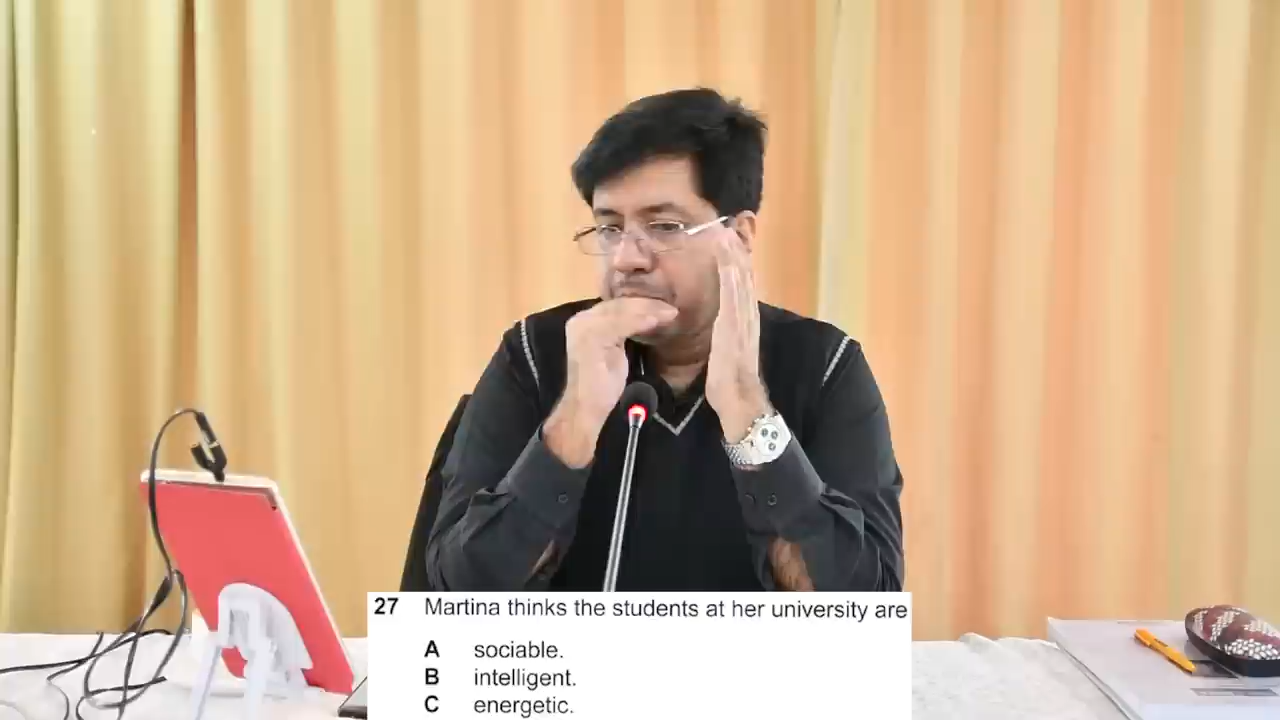 27 Martina thinks the students at her university are
A sociable.
B intelligent.
C energetic.